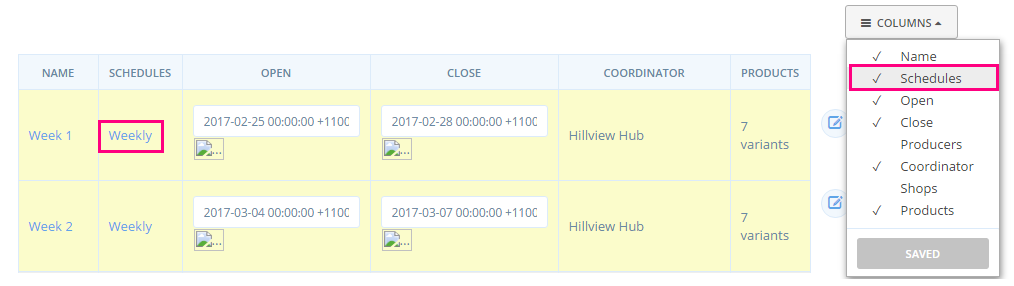 COLUMNS
NAME SCHEDULES OPEN CLOSE COORDINATOR PRODUCTS
Week 1 Weekly 2017-02-25 00:00:00 +1100 2017-02-28 00:00:00 +1100 Hillview Hub 7 variants
Week 2 Weekly 2017-03-04 00:00:00 +1100 2017-03-07 00:00:00 +1100 Hillview Hub 7 variants
✓ Name
✓ Schedules
✓ Open
✓ Close
Producers
✓ Coordinator
Shops
✓ Products
SAVED